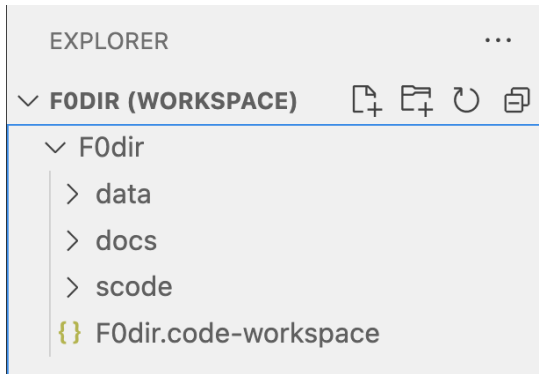 EXPLORER
F0DIR (WORKSPACE)
F0dir
data
docs
scode
{} F0dir.code-workspace